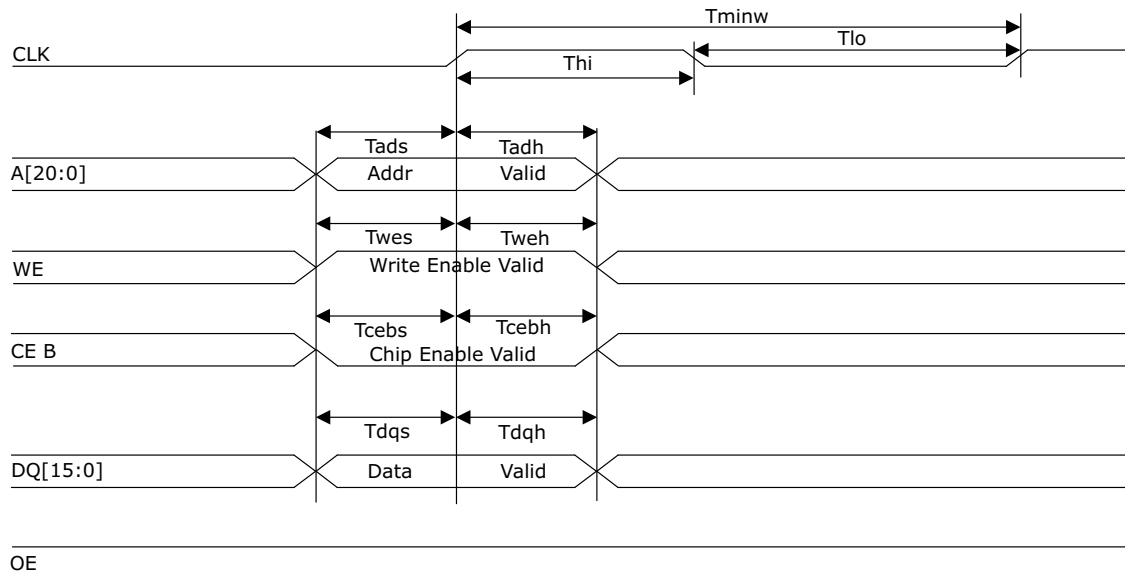 Tminw
CLK
Thi
Tlo
Tads
Tadh
A[20:0]
Addr
Valid
Twes
Tweh
WE
Write Enable Valid
Tcebs
Tcebh
CE B
Chip Enable Valid
Tdqs
Tdqh
DQ[15:0]
Data
Valid
OE